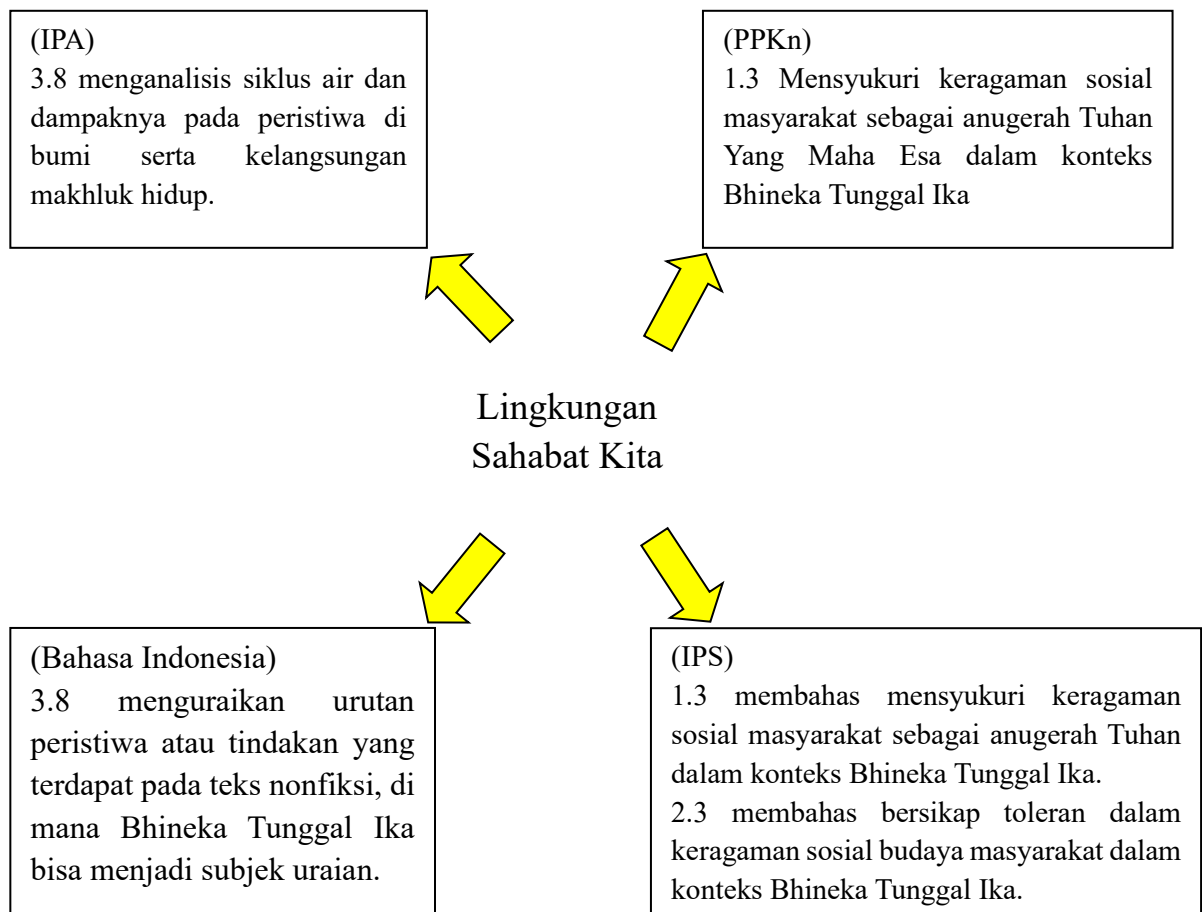 (IPA)
3.8 menganalisis siklus air dan
dampaknya pada peristiwa di
bumi serta kelangsungan
makhluk hidup.
(PPKn)
1.3 Mensyukuri keragaman sosial
masyarakat sebagai anugerah Tuhan
Yang Maha Esa dalam konteks
Bhineka Tunggal Ika
Lingkungan
Sahabat Kita
(Bahasa Indonesia)
3.8 menguraikan urutan
peristiwa atau tindakan yang
terdapat pada teks nonfiksi, di
mana Bhineka Tunggal Ika
bisa menjadi subjek uraian.
(IPS)
1.3 membahas mensyukuri keragaman
sosial masyarakat sebagai anugerah Tuhan
dalam konteks Bhineka Tunggal Ika.
2.3 membahas bersikap toleran dalam
keragaman sosial budaya masyarakat dalam
konteks Bhineka Tunggal Ika.